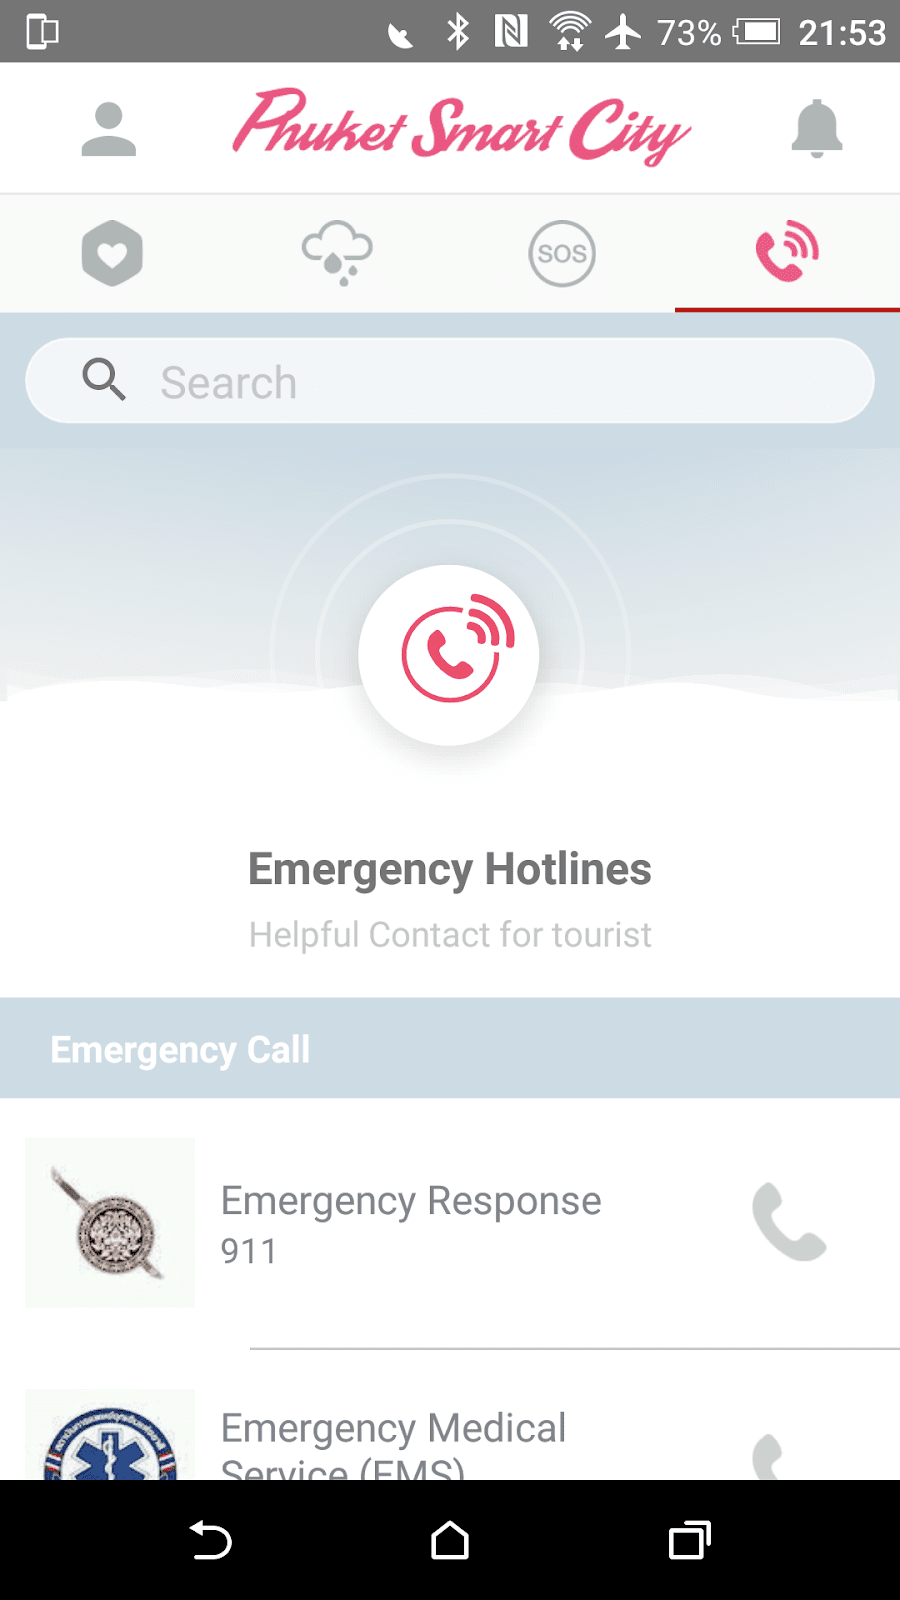 73% 21:53
Phuket Smart City
SOS
Search
Emergency Hotlines
Helpful Contact for tourist
Emergency Call
Emergency Response
911
Emergency Medical
Service (EMS)